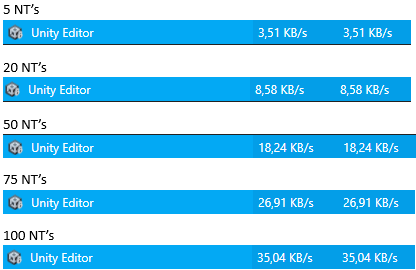 5 NT's
Unity Editor 3,51 KB/s 3,51 KB/s
20 NT's
Unity Editor 8,58 KB/s 8,58 KB/s
50 NT's
Unity Editor 18,24 KB/s 18,24 KB/s
75 NT's
Unity Editor 26,91 KB/s 26,91 KB/s
100 NT's
Unity Editor 35,04 KB/s 35,04 KB/s